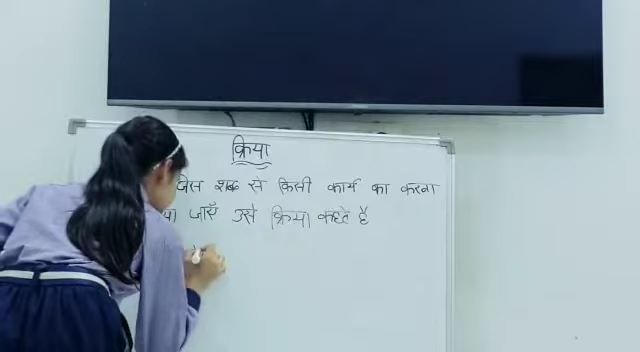 क्रिया
जिस शब्द से किसी कार्य का करना
जाएँ उसे क्रिया कहते है